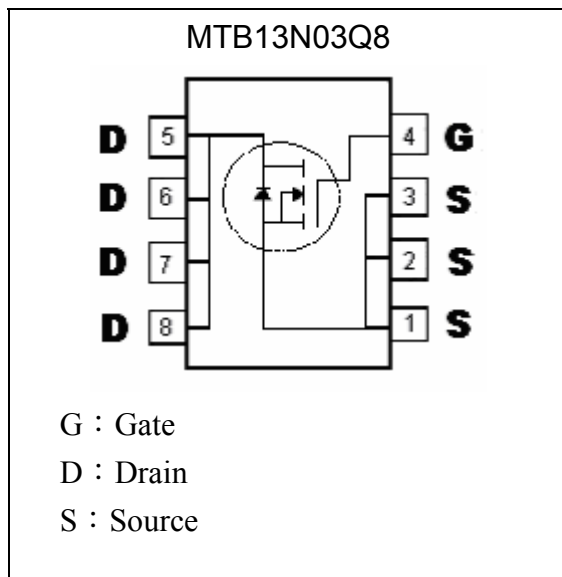 MTB13N03Q8
D 5 4 G
D 6 3 S
D 7 2 S
D 8 1 S
G：Gate
D：Drain
S：Source